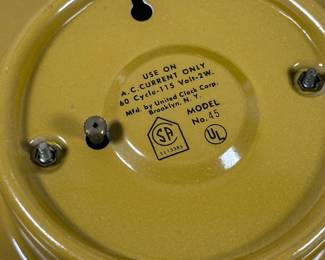 USE ON
A.C. CURRENT ONLY
60 Cycle-115 Volt-2W.
Mfd. by United Clock Corp.
Brooklyn, N.Y.
MODEL
No. 45
SA
UL